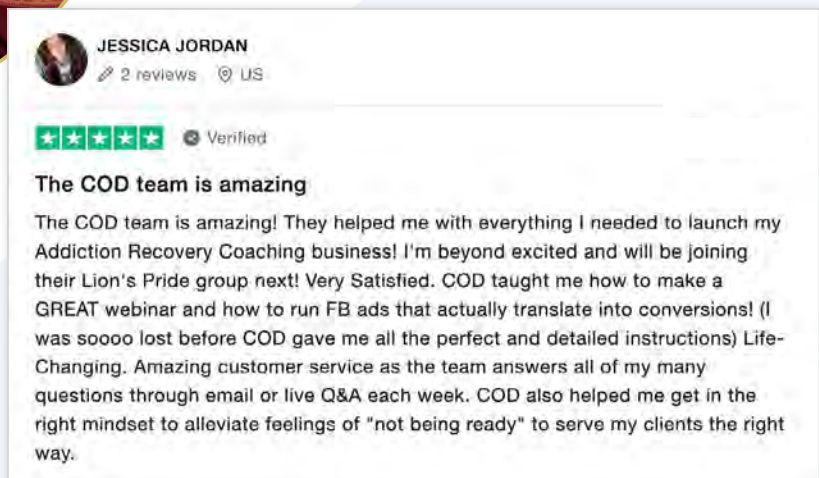 JESSICA JORDAN
2 reviews US
Verified
The COD team is amazing
The COD team is amazing! They helped me with everything I needed to launch my
Addiction Recovery Coaching business! I'm beyond excited and will be joining
their Lion's Pride group next! Very Satisfied. COD taught me how to make a
GREAT webinar and how to run FB ads that actually translate into conversions! (I
was soooo lost before COD gave me all the perfect and detailed instructions) Life-
Changing. Amazing customer service as the team answers all of my many
questions through email or live Q&A each week. COD also helped me get in the
right mindset to alleviate feelings of "not being ready" to serve my clients the right
way.